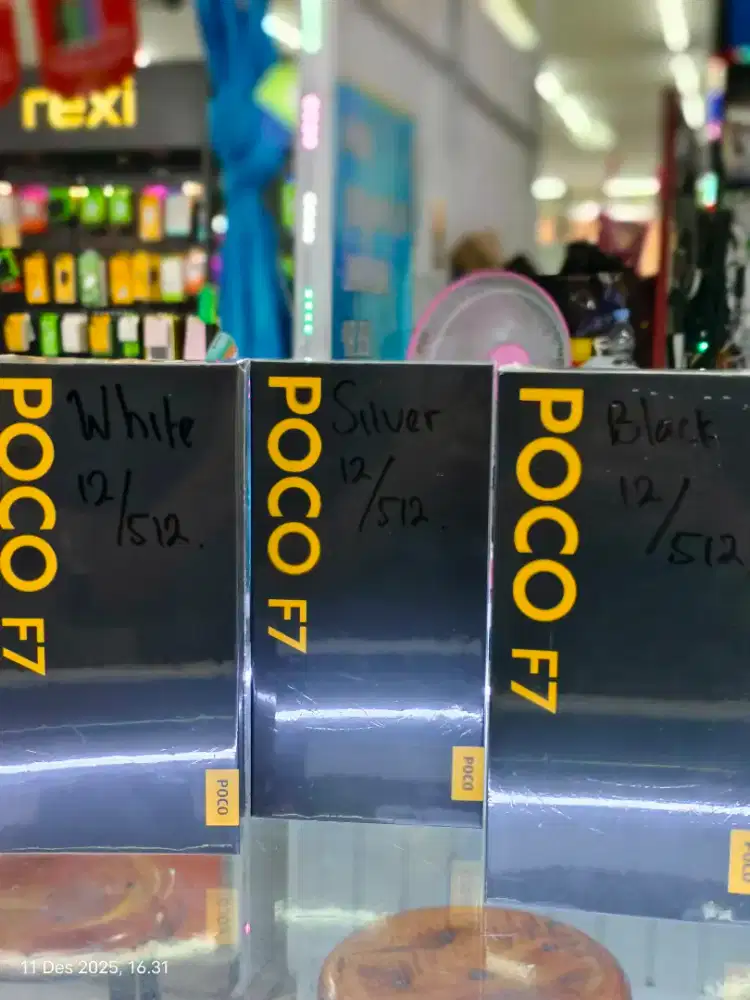 rexi
POCO F7
White
12/512.
POCO
POCO F7
Silver
12/512.
POCO
POCO F7
Black
12/512
POCO
11 Des 2025, 16.31